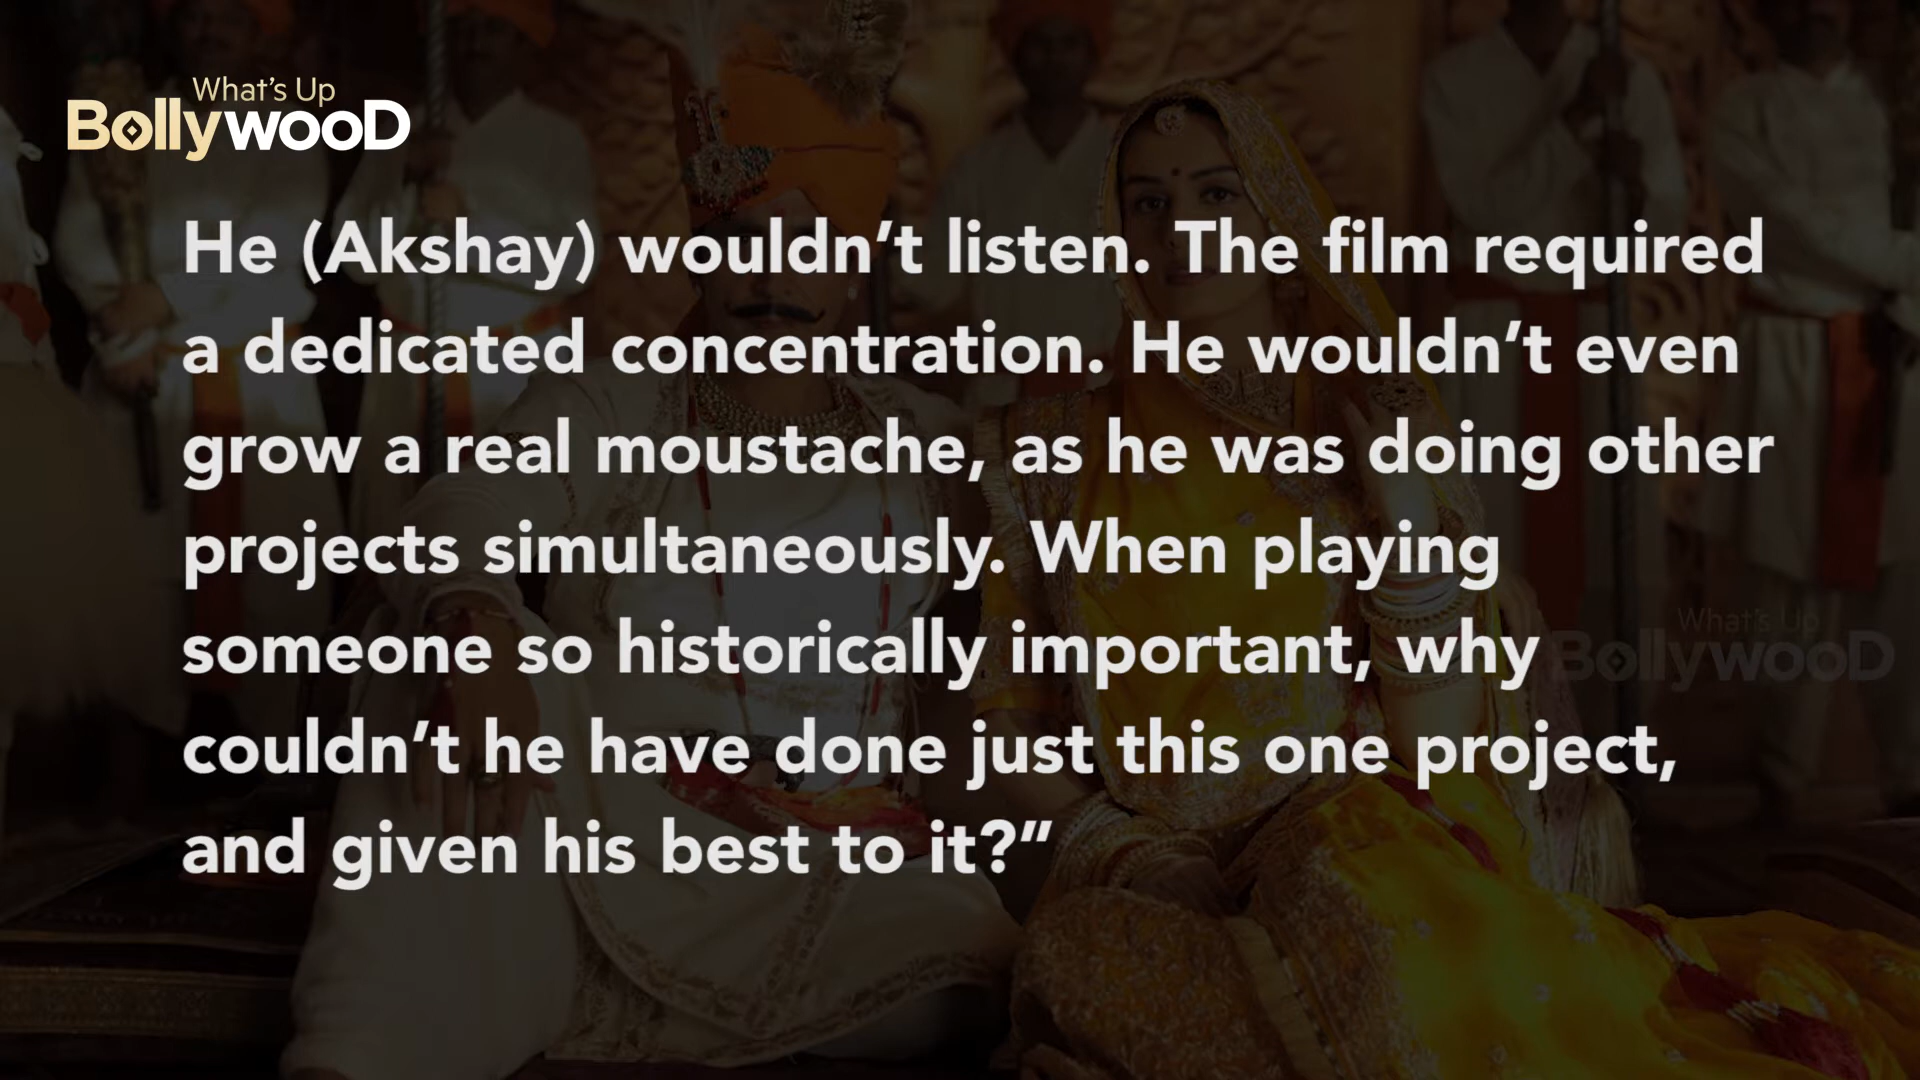 What's Up
BollywooD
He (Akshay) wouldn't listen. The film required
a dedicated concentration. He wouldn't even
grow a real moustache, as he was doing other
projects simultaneously. When playing
someone so historically important, why
couldn't he have done just this one project,
and given his best to it?”
What's Up
BollywooD